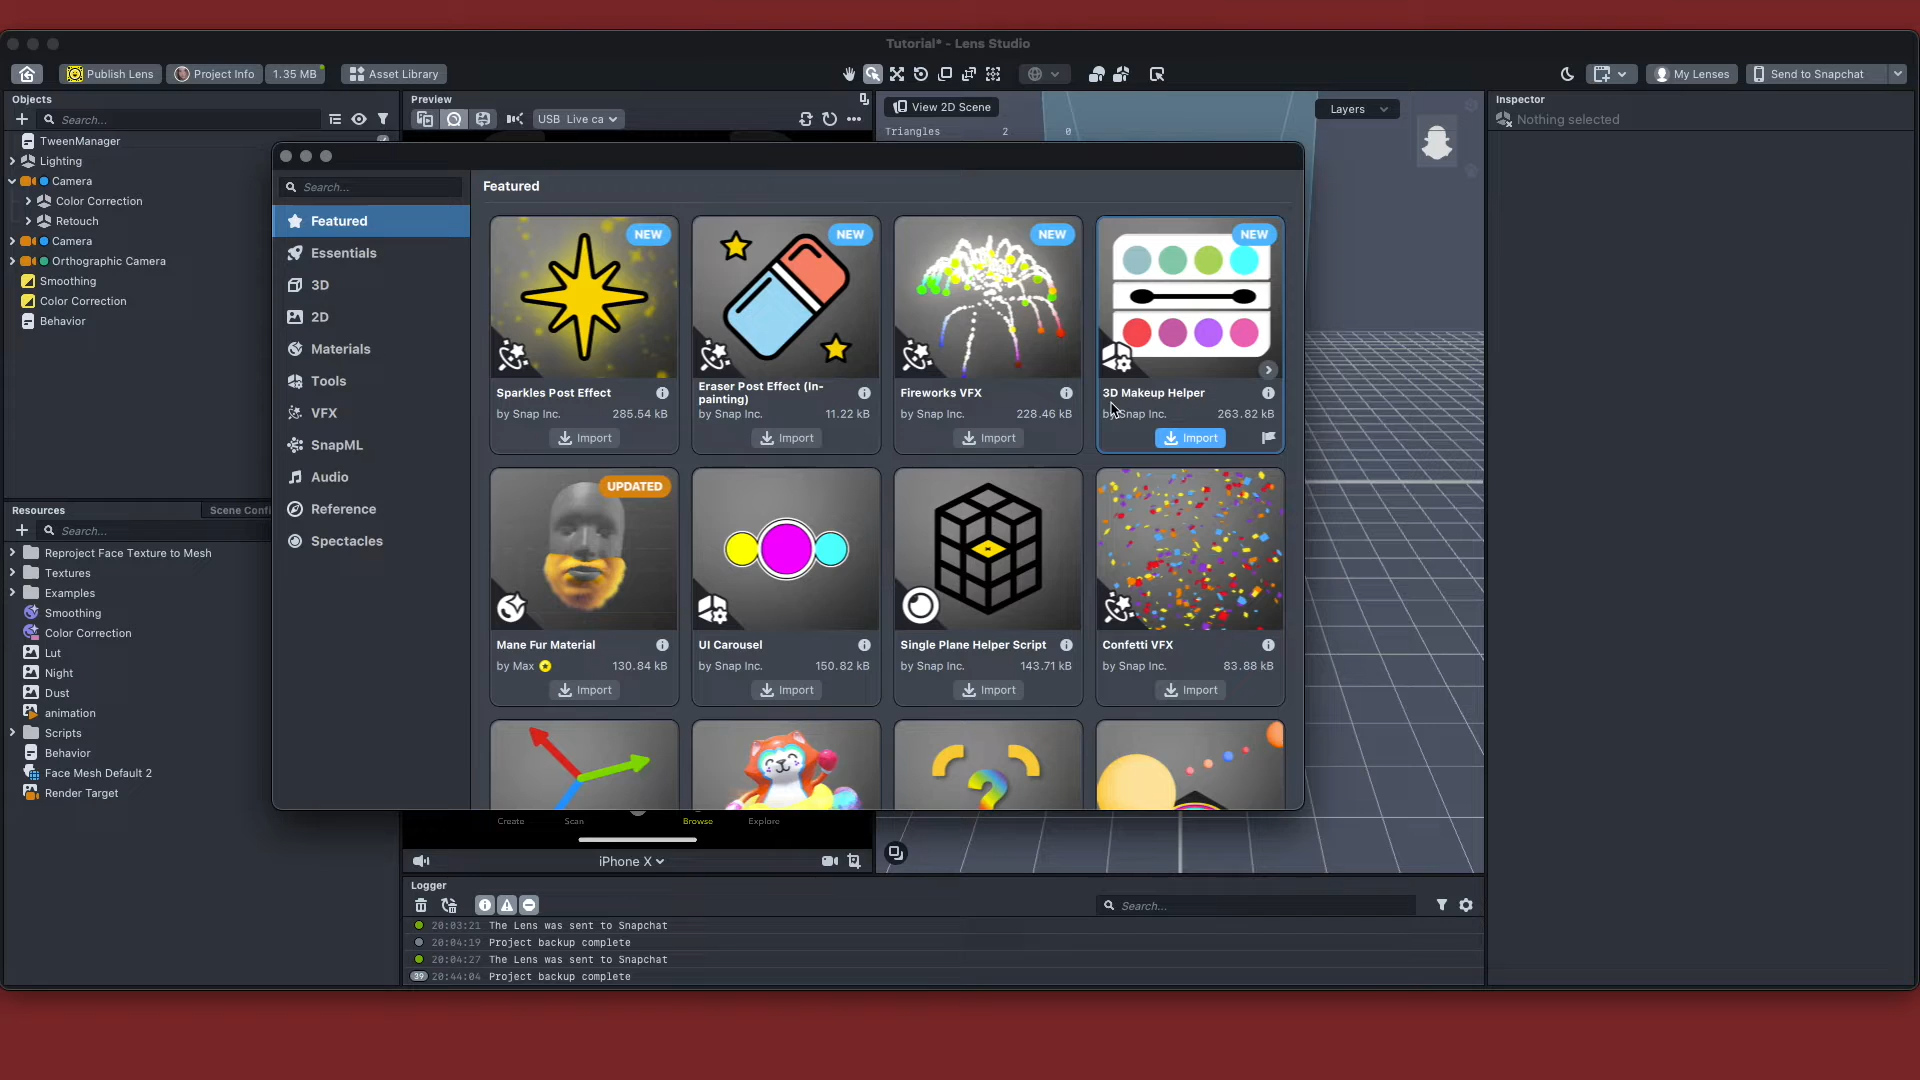 Tutorial* - Lens Studio
Publish Lens
Project Info
1.35 MB
Asset Library
My Lenses
Send to Snapchat
Objects
Search...
TweenManager
Lighting
Camera
Color Correction
Retouch
Camera
Orthographic Camera
Smoothing
Color Correction
Behavior
Preview
USB Live ca
View 2D Scene
Triangles 2 0
Layers
Inspector
Nothing selected
Search...
Featured
Essentials
3D
2D
Materials
Tools
VFX
SnapML
Audio
Reference
Spectacles
Featured
NEW
Sparkles Post Effect
by Snap Inc. 285.54 kB
Import
NEW
Eraser Post Effect (In-
painting)
by Snap Inc. 11.22 kB
Import
NEW
Fireworks VFX
by Snap Inc. 228.46 kB
Import
NEW
3D Makeup Helper
by Snap Inc. 263.82 kB
Import
UPDATED
Mane Fur Material
by Max 130.84 kB
Import
UI Carousel
by Snap Inc. 150.82 kB
Import
Single Plane Helper Script
by Snap Inc. 143.71 kB
Import
Confetti VFX
by Snap Inc. 83.88 kB
Import
Resources
Scene Confi
Search...
Reproject Face Texture to Mesh
Textures
Examples
Smoothing
Color Correction
Lut
Night
Dust
animation
Scripts
Behavior
Face Mesh Default 2
Render Target
Create
Scan
Browse
Explore
iPhone X
Logger
Search...
20:03:21 The Lens was sent to Snapchat
20:04:19 Project backup complete
20:04:27 The Lens was sent to Snapchat
39 20:44:04 Project backup complete